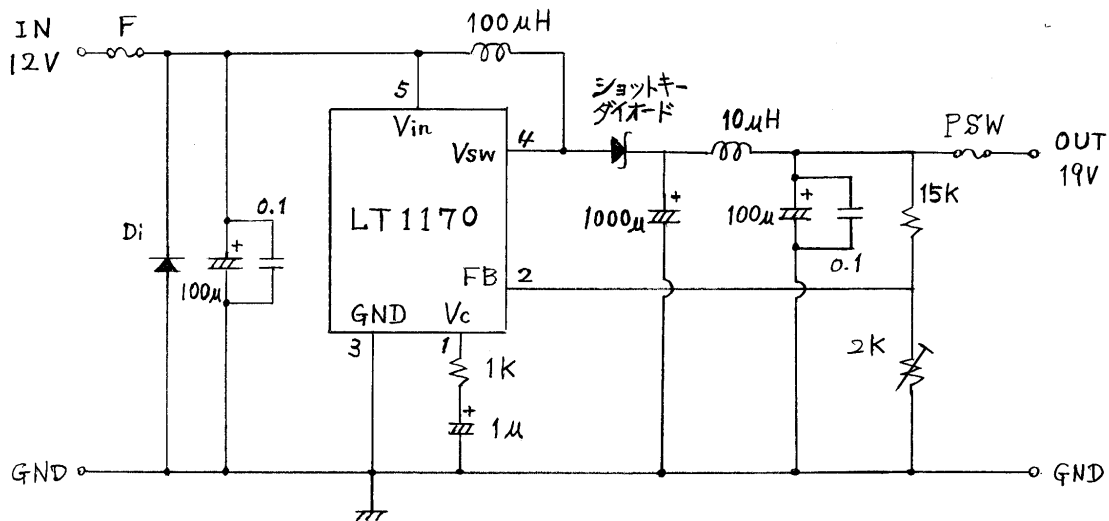 IN
12V
F
100μH
ショットキー
ダイオード
10μH
PSW
OUT
19V
5
Vin
Vsw
4
LT1170
FB
2
GND
Vc
3
1
Di
+
100μ
0.1
+
1000μ
+
100μ
0.1
15K
2K
1K
+
1μ
GND
GND